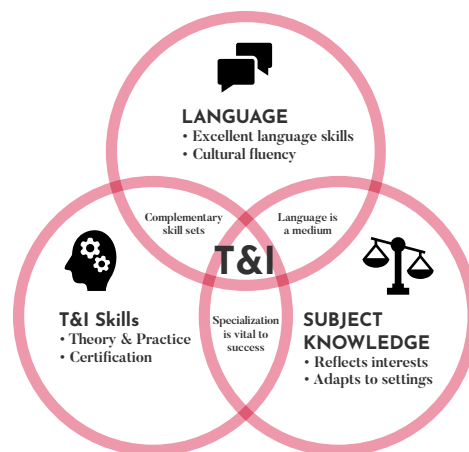 LANGUAGE
• Excellent language skills
• Cultural fluency
Complementary
skill sets
Language is
a medium
T&I
T&I Skills
• Theory & Practice
• Certification
Specialization
is vital to
success
SUBJECT
KNOWLEDGE
• Reflects interests
• Adapts to settings